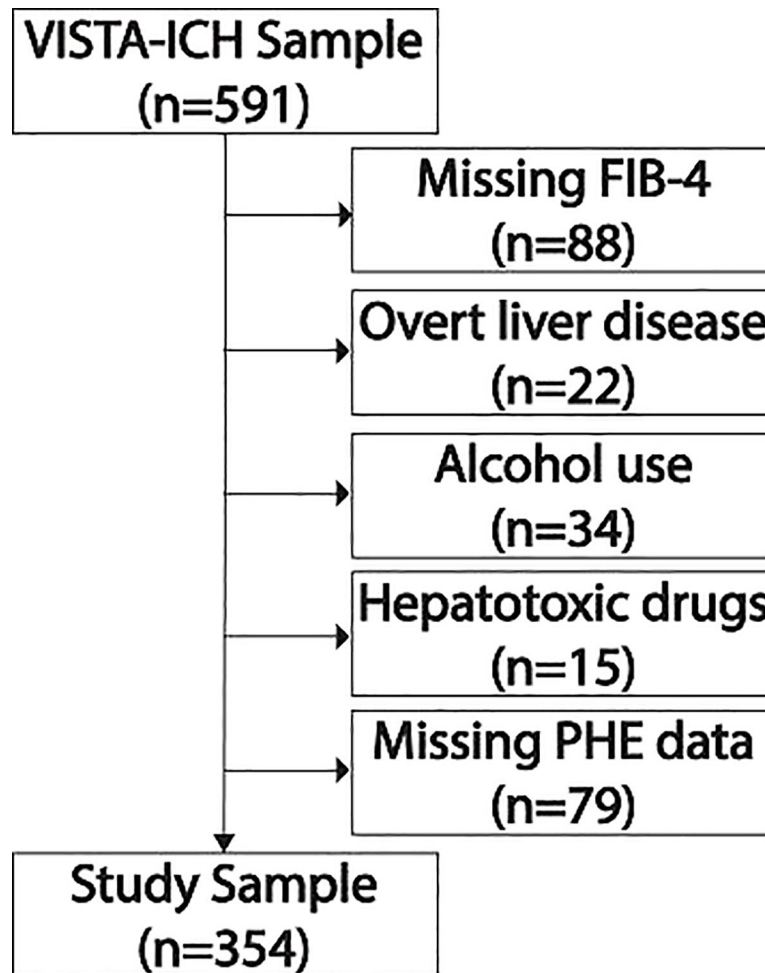 VISTA-ICH Sample
(n=591)
Missing FIB-4
(n=88)
Overt liver disease
(n=22)
Alcohol use
(n=34)
Hepatotoxic drugs
(n=15)
Missing PHE data
(n=79)
Study Sample
(n=354)